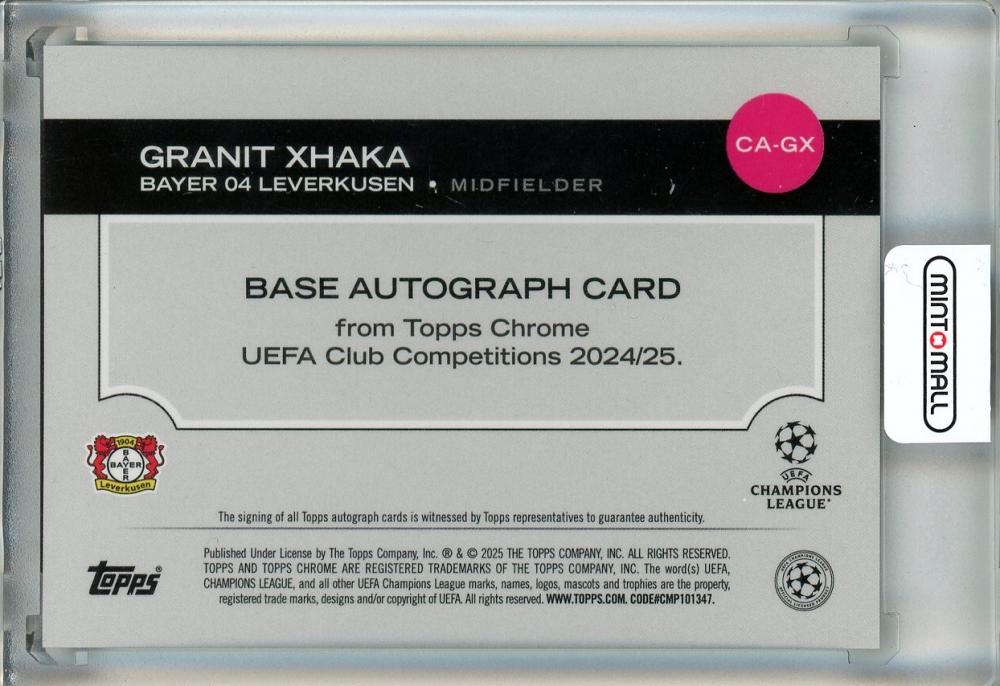 GRANIT XHAKA
BAYER 04 LEVERKUSEN • MIDFIELDER
CA-GX
BASE AUTOGRAPH CARD
from Topps Chrome
UEFA Club Competitions 2024/25.
MINT MALL
1904
BAYER
BAYER
Leverkusen
UEFA
CHAMPIONS
LEAGUE®
The signing of all Topps autograph cards is witnessed by Topps representatives to guarantee authenticity.
Topps®
Published Under License by The Topps Company, Inc. ® & © 2025 THE TOPPS COMPANY, INC. ALL RIGHTS RESERVED.
TOPPS AND TOPPS CHROME ARE REGISTERED TRADEMARKS OF THE TOPPS COMPANY, INC. The word(s) UEFA,
CHAMPIONS LEAGUE, and all other UEFA Champions League marks, names, logos, mascots and trophies are the property,
registered trade marks, designs and/or copyright of UEFA. All rights reserved. WWW.TOPPS.COM. CODE#CMP101347.